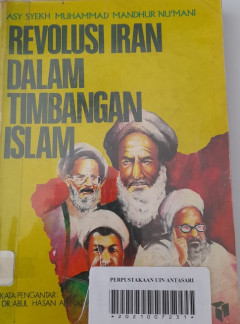 ASY SYEKH MUHAMMAD MANDHUR NU'MANI
REVOLUSI IRAN
DALAM
TIMBANGAN
ISLAM
KATA PENGANTAR
DR. ABUL HASAN
PERPUSTAKAAN UIN ANTASARI
2021007231